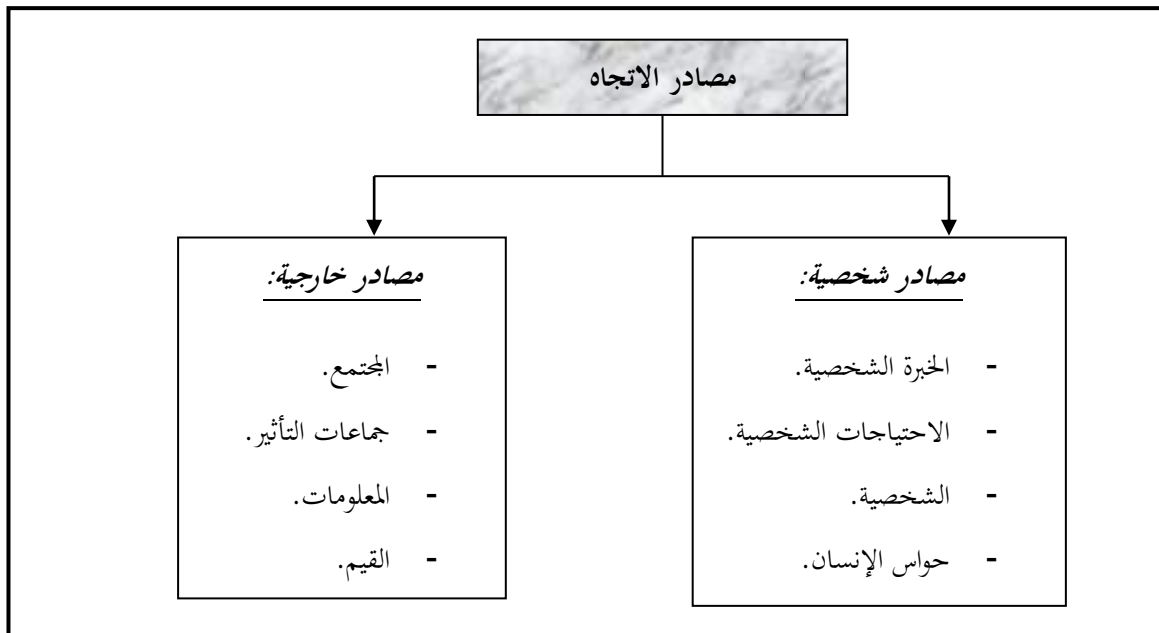 مصادر الاتجاه
مصادر شخصية:
- الخبرة الشخصية.
- الاحتياجات الشخصية.
- الشخصية.
- حواس الإنسان.
مصادر خارجية:
- المجتمع.
- جماعات التأثير.
- المعلومات.
- القيم.